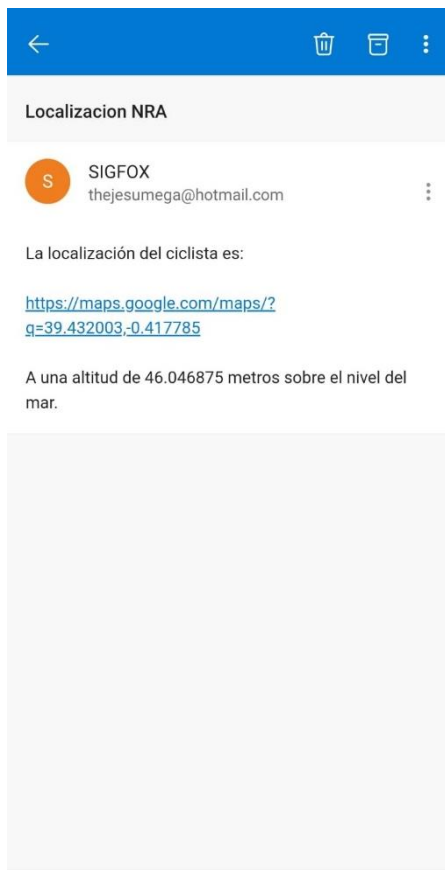 Localizacion NRA
S
SIGFOX
thejesumega@hotmail.com
La localización del ciclista es:
https://maps.google.com/maps/?
q=39.432003,-0.417785
A una altitud de 46.046875 metros sobre el nivel del
mar.